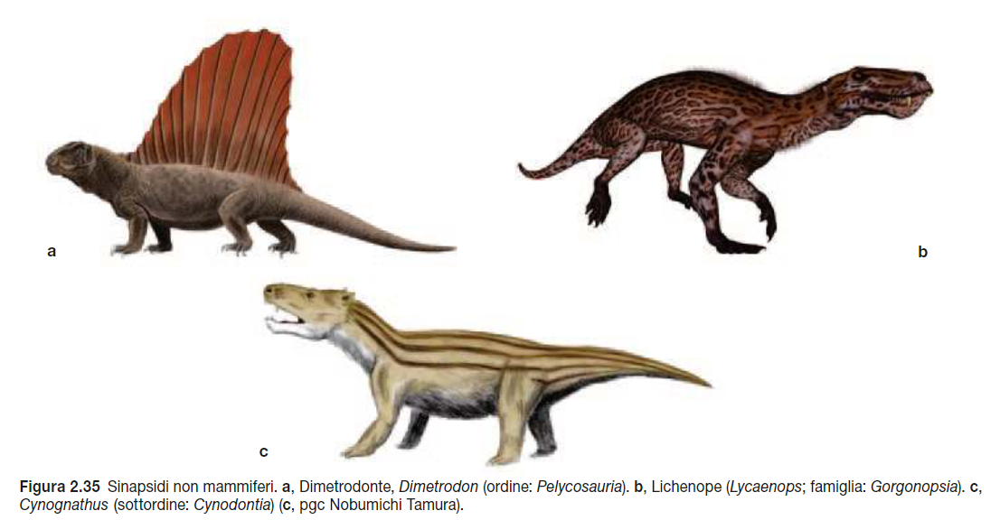 a
b
c
Figura 2.35 Sinapsidi non mammiferi. a, Dimetrodonte, Dimetrodon (ordine: Pelycosauria). b, Lichenope (Lycaenops; famiglia: Gorgonopsia). c,
Cynognathus (sottordine: Cynodontia) (c, pgc Nobumichi Tamura).